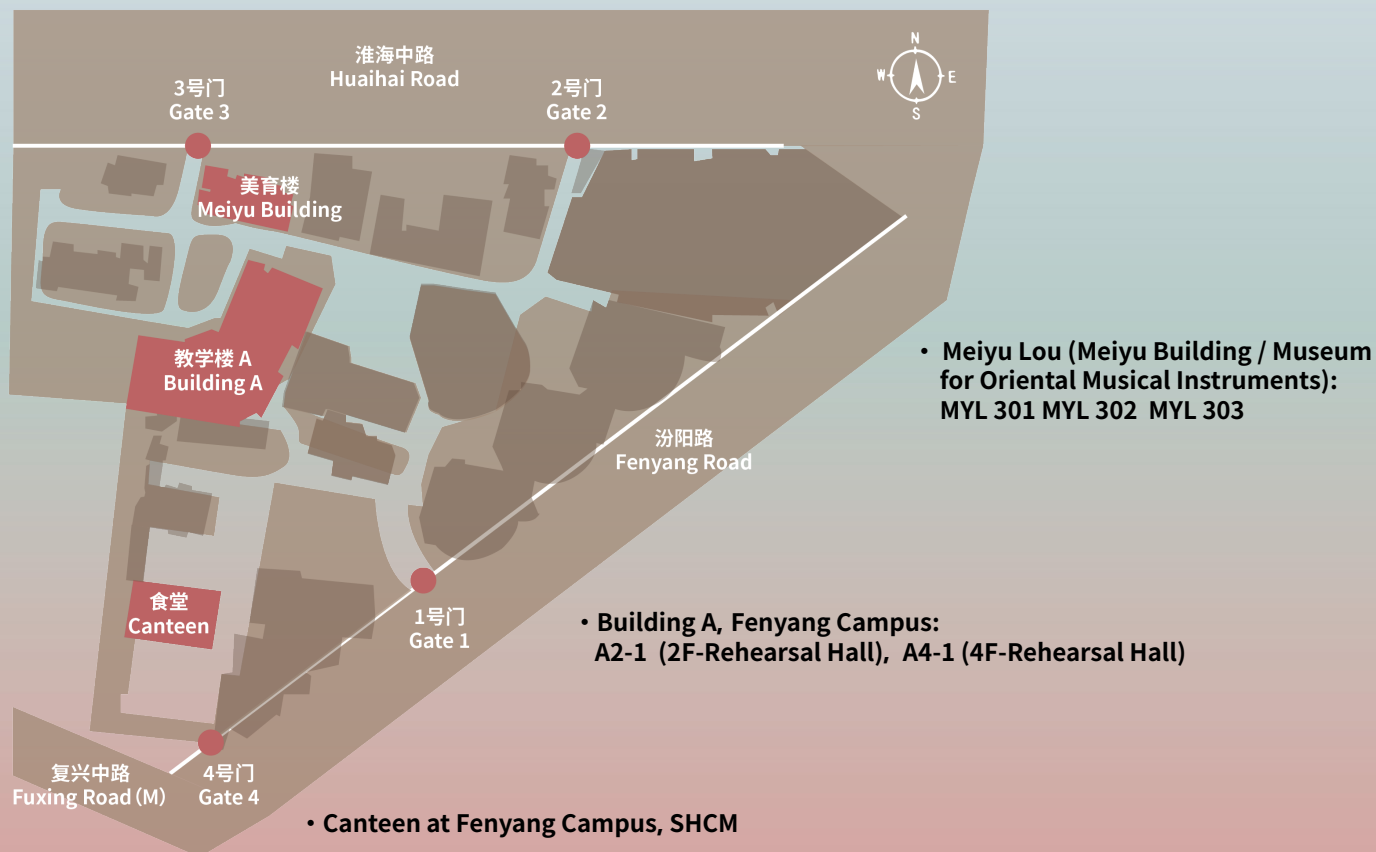 淮海中路
Huaihai Road
3号门
Gate 3
2号门
Gate 2
N
W
E
S
美育楼
Meiyu Building
教学楼 A
Building A
• Meiyu Lou (Meiyu Building / Museum
for Oriental Musical Instruments):
MYL 301 MYL 302 MYL 303
汾阳路
Fenyang Road
食堂
Canteen
1号门
Gate 1
• Building A, Fenyang Campus:
A2-1 (2F-Rehearsal Hall), A4-1 (4F-Rehearsal Hall)
复兴中路
Fuxing Road (M)
4号门
Gate 4
• Canteen at Fenyang Campus, SHCM